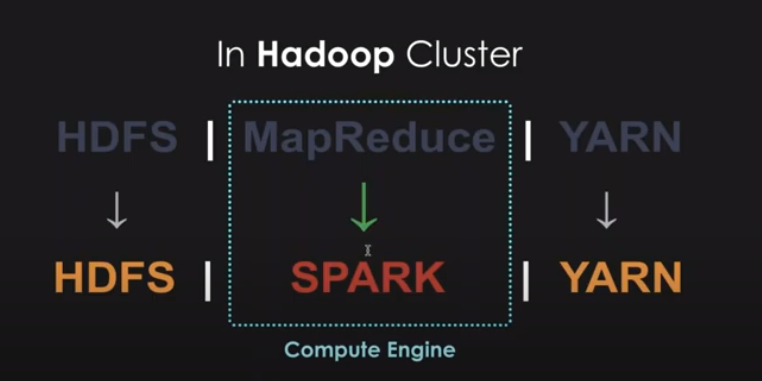 In Hadoop Cluster
HDFS | MapReduce | YARN
HDFS | SPARK | YARN
Compute Engine